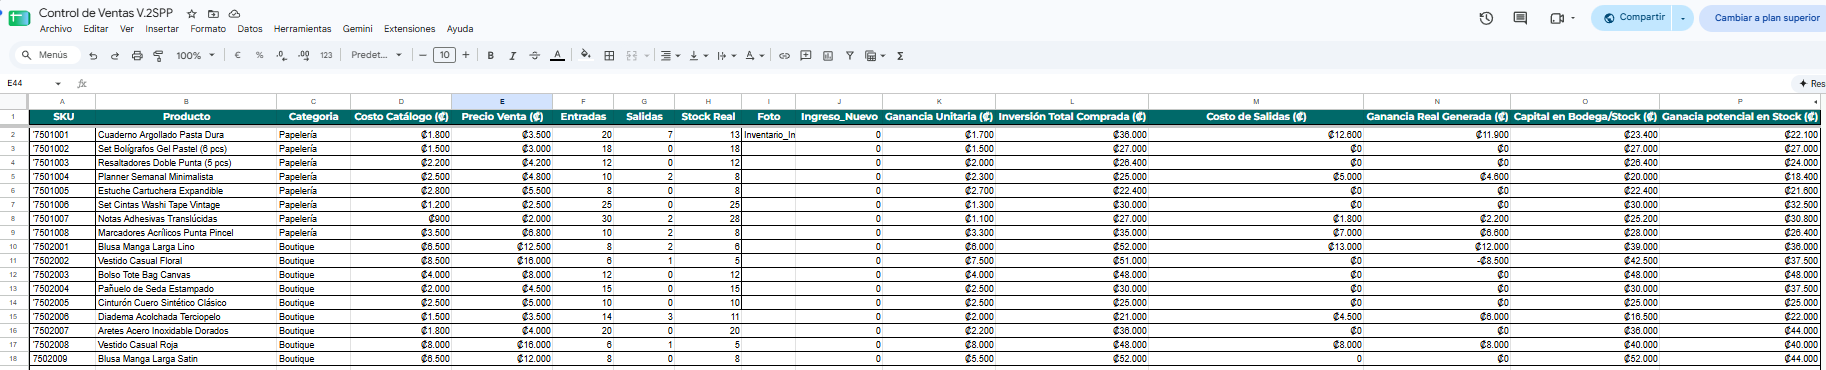 Control de Ventas V.2SPP
Archivo Editar Ver Insertar Formato Datos Herramientas Gemini Extensiones Ayuda
Compartir
Cambiar a plan superior
Menús 100% € % .0 .00 123 Predet... 10 B I S A Σ
E44 fx
Res
A B C D E F G H I J K L M N O P
1 SKU Producto Categoria Costo Catálogo (₡) Precio Venta (₡) Entradas Salidas Stock Real Foto Ingreso_Nuevo Ganancia Unitaria (₡) Inversión Total Comprada (₡) Costo de Salidas (₡) Ganancia Real Generada (₡) Capital en Bodega/Stock (₡) Ganacia potencial en Stock (₡)
2 '7501001 Cuaderno Argollado Pasta Dura Papelería ₡1.800 ₡3.500 20 7 13 Inventario_In 0 ₡1.700 ₡36.000 ₡12.600 ₡11.900 ₡23.400 ₡22.100
3 '7501002 Set Bolígrafos Gel Pastel (6 pcs) Papelería ₡1.500 ₡3.000 18 0 18 0 ₡1.500 ₡27.000 ₡0 ₡0 ₡27.000 ₡27.000
4 '7501003 Resaltadores Doble Punta (5 pcs) Papelería ₡2.200 ₡4.200 12 0 12 0 ₡2.000 ₡26.400 ₡0 ₡0 ₡26.400 ₡24.000
5 '7501004 Planner Semanal Minimalista Papelería ₡2.500 ₡4.800 10 2 8 0 ₡2.300 ₡25.000 ₡5.000 ₡4.600 ₡20.000 ₡18.400
6 '7501005 Estuche Cartuchera Expandible Papelería ₡2.800 ₡5.500 8 0 8 0 ₡2.700 ₡22.400 ₡0 ₡0 ₡22.400 ₡21.600
7 '7501006 Set Cintas Washi Tape Vintage Papelería ₡1.200 ₡2.500 25 0 25 0 ₡1.300 ₡30.000 ₡0 ₡0 ₡30.000 ₡32.500
8 '7501007 Notas Adhesivas Translúcidas Papelería ₡900 ₡2.000 30 2 28 0 ₡1.100 ₡27.000 ₡1.800 ₡2.200 ₡25.200 ₡30.800
9 '7501008 Marcadores Acrílicos Punta Pincel Papelería ₡3.500 ₡6.800 10 2 8 0 ₡3.300 ₡35.000 ₡7.000 ₡6.600 ₡28.000 ₡26.400
10 '7502001 Blusa Manga Larga Lino Boutique ₡6.500 ₡12.500 8 2 6 0 ₡6.000 ₡52.000 ₡13.000 ₡12.000 ₡39.000 ₡36.000
11 '7502002 Vestido Casual Floral Boutique ₡8.500 ₡16.000 6 1 5 0 ₡7.500 ₡51.000 ₡0 -₡8.500 ₡42.500 ₡37.500
12 '7502003 Bolso Tote Bag Canvas Boutique ₡4.000 ₡8.000 12 0 12 0 ₡4.000 ₡48.000 ₡0 ₡0 ₡48.000 ₡48.000
13 '7502004 Pañuelo de Seda Estampado Boutique ₡2.000 ₡4.500 15 0 15 0 ₡2.500 ₡30.000 ₡0 ₡0 ₡30.000 ₡37.500
14 '7502005 Cinturón Cuero Sintético Clásico Boutique ₡2.500 ₡5.000 10 0 10 0 ₡2.500 ₡25.000 ₡0 ₡0 ₡25.000 ₡25.000
15 '7502006 Diadema Acolchada Terciopelo Boutique ₡1.500 ₡3.500 14 3 11 0 ₡2.000 ₡21.000 ₡4.500 ₡6.000 ₡16.500 ₡22.000
16 '7502007 Aretes Acero Inoxidable Dorados Boutique ₡1.800 ₡4.000 20 0 20 0 ₡2.200 ₡36.000 ₡0 ₡0 ₡36.000 ₡44.000
17 '7502008 Vestido Casual Roja Boutique ₡8.000 ₡16.000 6 1 5 0 ₡8.000 ₡48.000 ₡8.000 ₡8.000 ₡40.000 ₡40.000
18 7502009 Blusa Manga Larga Satin Boutique ₡6.500 ₡12.000 8 0 8 0 ₡5.500 ₡52.000 0 ₡0 ₡52.000 ₡44.000